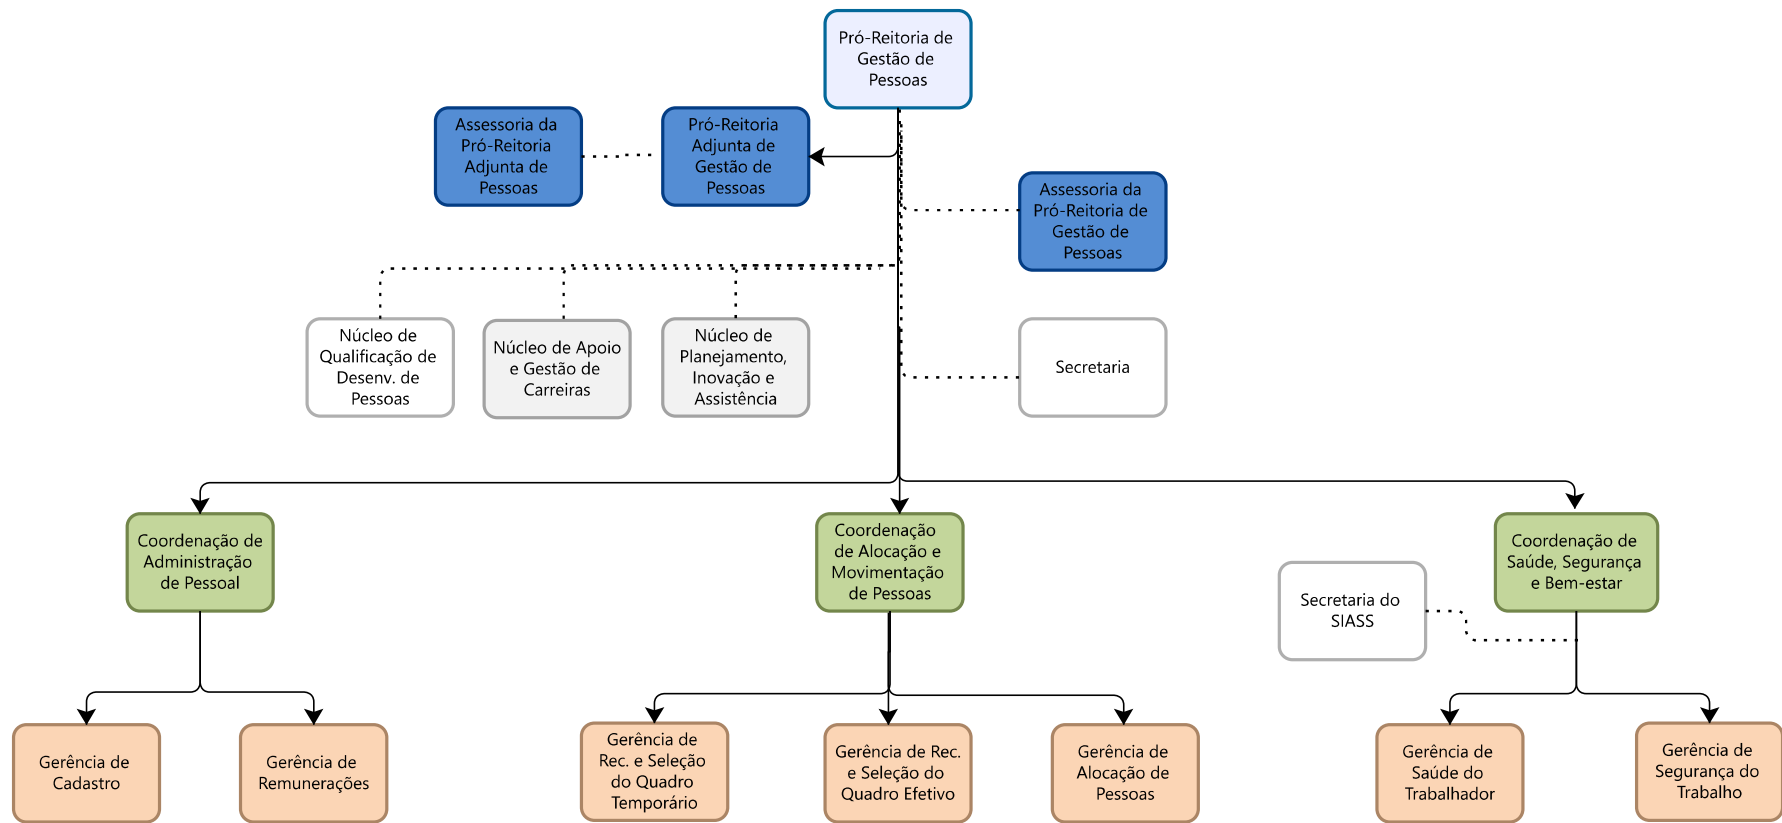 Pró-Reitoria de
Gestão de
Pessoas
Assessoria da
Pró-Reitoria
Adjunta de
Pessoas
Pró-Reitoria
Adjunta de
Gestão de
Pessoas
Assessoria da
Pró-Reitoria de
Gestão de
Pessoas
Núcleo de
Qualificação de
Desenv. de
Pessoas
Núcleo de Apoio
e Gestão de
Carreiras
Núcleo de
Planejamento,
Inovação e
Assistência
Secretaria
Coordenação de
Administração
de Pessoal
Coordenação
de Alocação e
Movimentação
de Pessoas
Coordenação de
Saúde, Segurança
e Bem-estar
Secretaria do
SIASS
Gerência de
Cadastro
Gerência de
Remunerações
Gerência de
Rec. e Seleção
do Quadro
Temporário
Gerência de Rec.
e Seleção do
Quadro Efetivo
Gerência de
Alocação de
Pessoas
Gerência de
Saúde do
Trabalhador
Gerência de
Segurança do
Trabalho